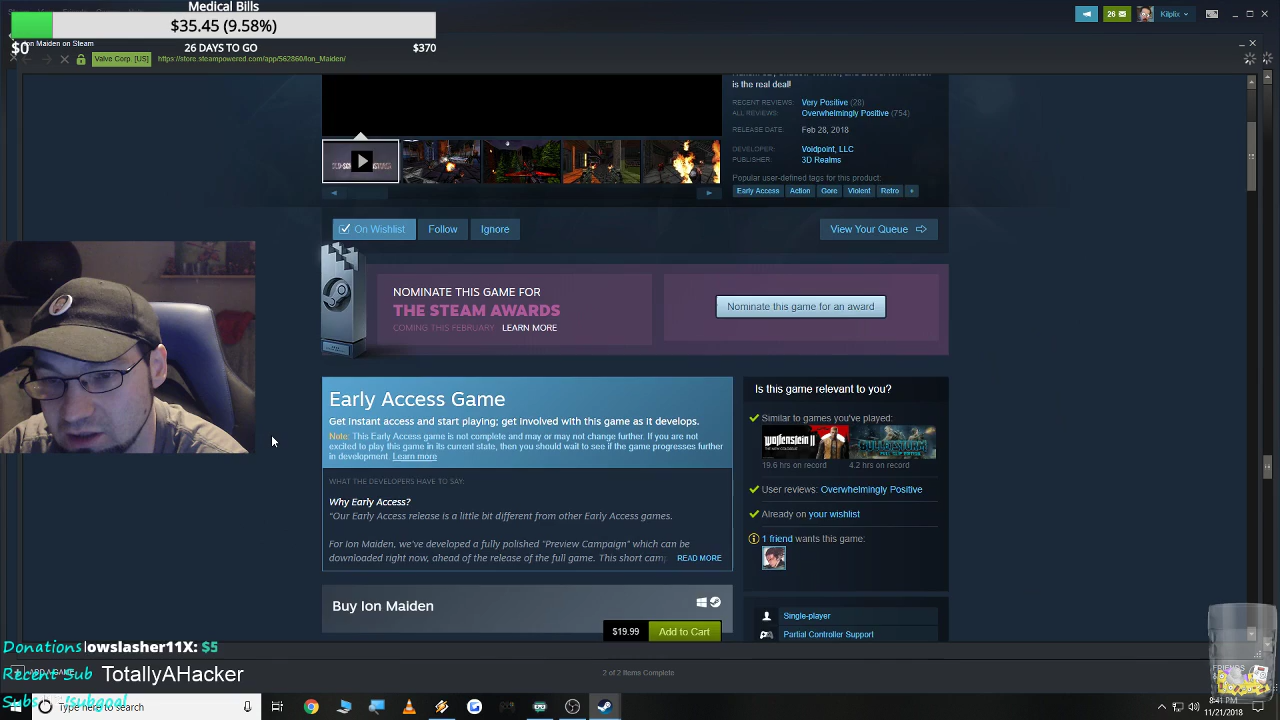 Medical Bills
$35.45 (9.58%)
$0
26 DAYS TO GO
$370
26
Kilplix
Ion Maiden on Steam
Valve Corp. [US]
https://store.steampowered.com/app/562860/Ion_Maiden/
is the real deal!
RECENT REVIEWS: Very Positive (28)
ALL REVIEWS: Overwhelmingly Positive (754)
RELEASE DATE: Feb 28, 2018
DEVELOPER: Voidpoint, LLC
PUBLISHER: 3D Realms
Popular user-defined tags for this product:
Early Access Action Gore Violent Retro +
On Wishlist Follow Ignore
View Your Queue
NOMINATE THIS GAME FOR
THE STEAM AWARDS
COMING THIS FEBRUARY LEARN MORE
Nominate this game for an award
Early Access Game
Get instant access and start playing; get involved with this game as it develops.
Note: This Early Access game is not complete and may or may not change further. If you are not
excited to play this game in its current state, then you should wait to see if the game progresses further
in development. Learn more
WHAT THE DEVELOPERS HAVE TO SAY:
Why Early Access?
"Our Early Access release is a little bit different from other Early Access games.
For Ion Maiden, we've developed a fully polished "Preview Campaign" which can be
downloaded right now, ahead of the release of the full game. This short
READ MORE
Buy Ion Maiden
$19.99
Add to Cart
Is this game relevant to you?
Similar to games you've played:
Wolfenstein II
BULLETSTORM
19.6 hrs on record
4.2 hrs on record
User reviews: Overwhelmingly Positive
Already on your wishlist
1 friend wants this game:
Single-player
Partial Controller Support
Donations lowslasher11X: $5
ADD A GAME
2 of 2 Items Complete
Recent Sub TotallyAHacker
Subs !subgoal
FRIENDS
Type here to search
8:41 PM
11/21/2018